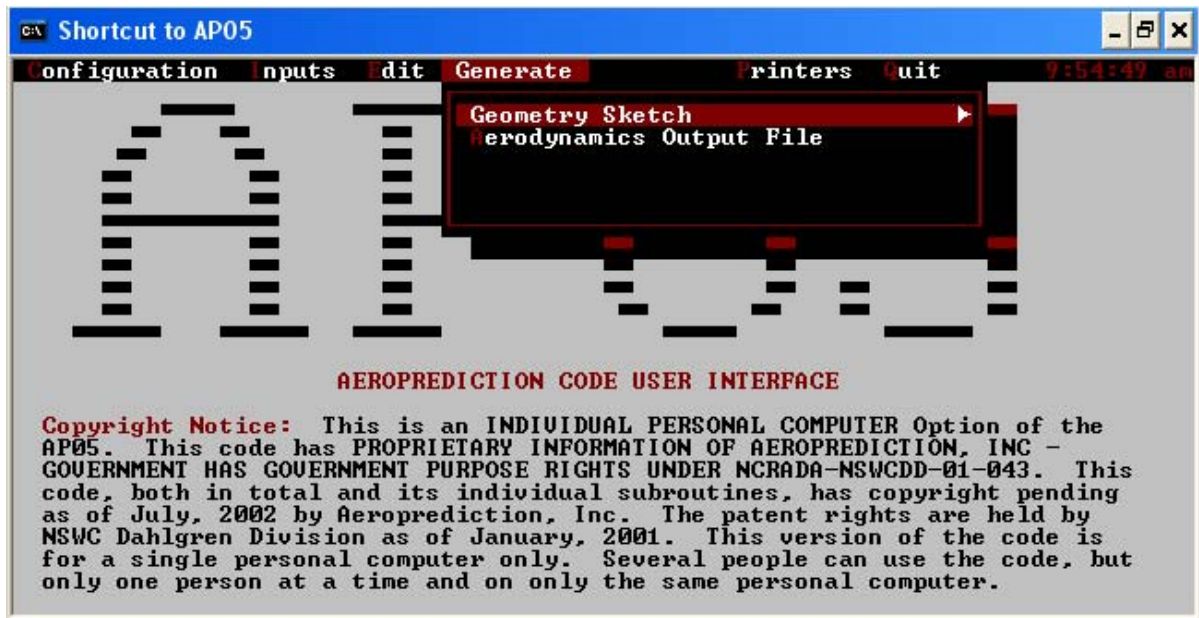 Shortcut to AP05
Configuration Inputs Edit Generate Printers Quit 9:54:49 am
Geometry Sketch
Aerodynamics Output File
AEROPREDICTION CODE USER INTERFACE
Copyright Notice: This is an INDIVIDUAL PERSONAL COMPUTER Option of the
AP05. This code has PROPRIETARY INFORMATION OF AEROPREDICTION, INC -
GOVERNMENT HAS GOVERNMENT PURPOSE RIGHTS UNDER NCRADA-NSWCDD-01-043. This
code, both in total and its individual subroutines, has copyright pending
as of July, 2002 by Aeroprediction, Inc. The patent rights are held by
NSWC Dahlgren Division as of January, 2001. This version of the code is
for a single personal computer only. Several people can use the code, but
only one person at a time and on only the same personal computer.